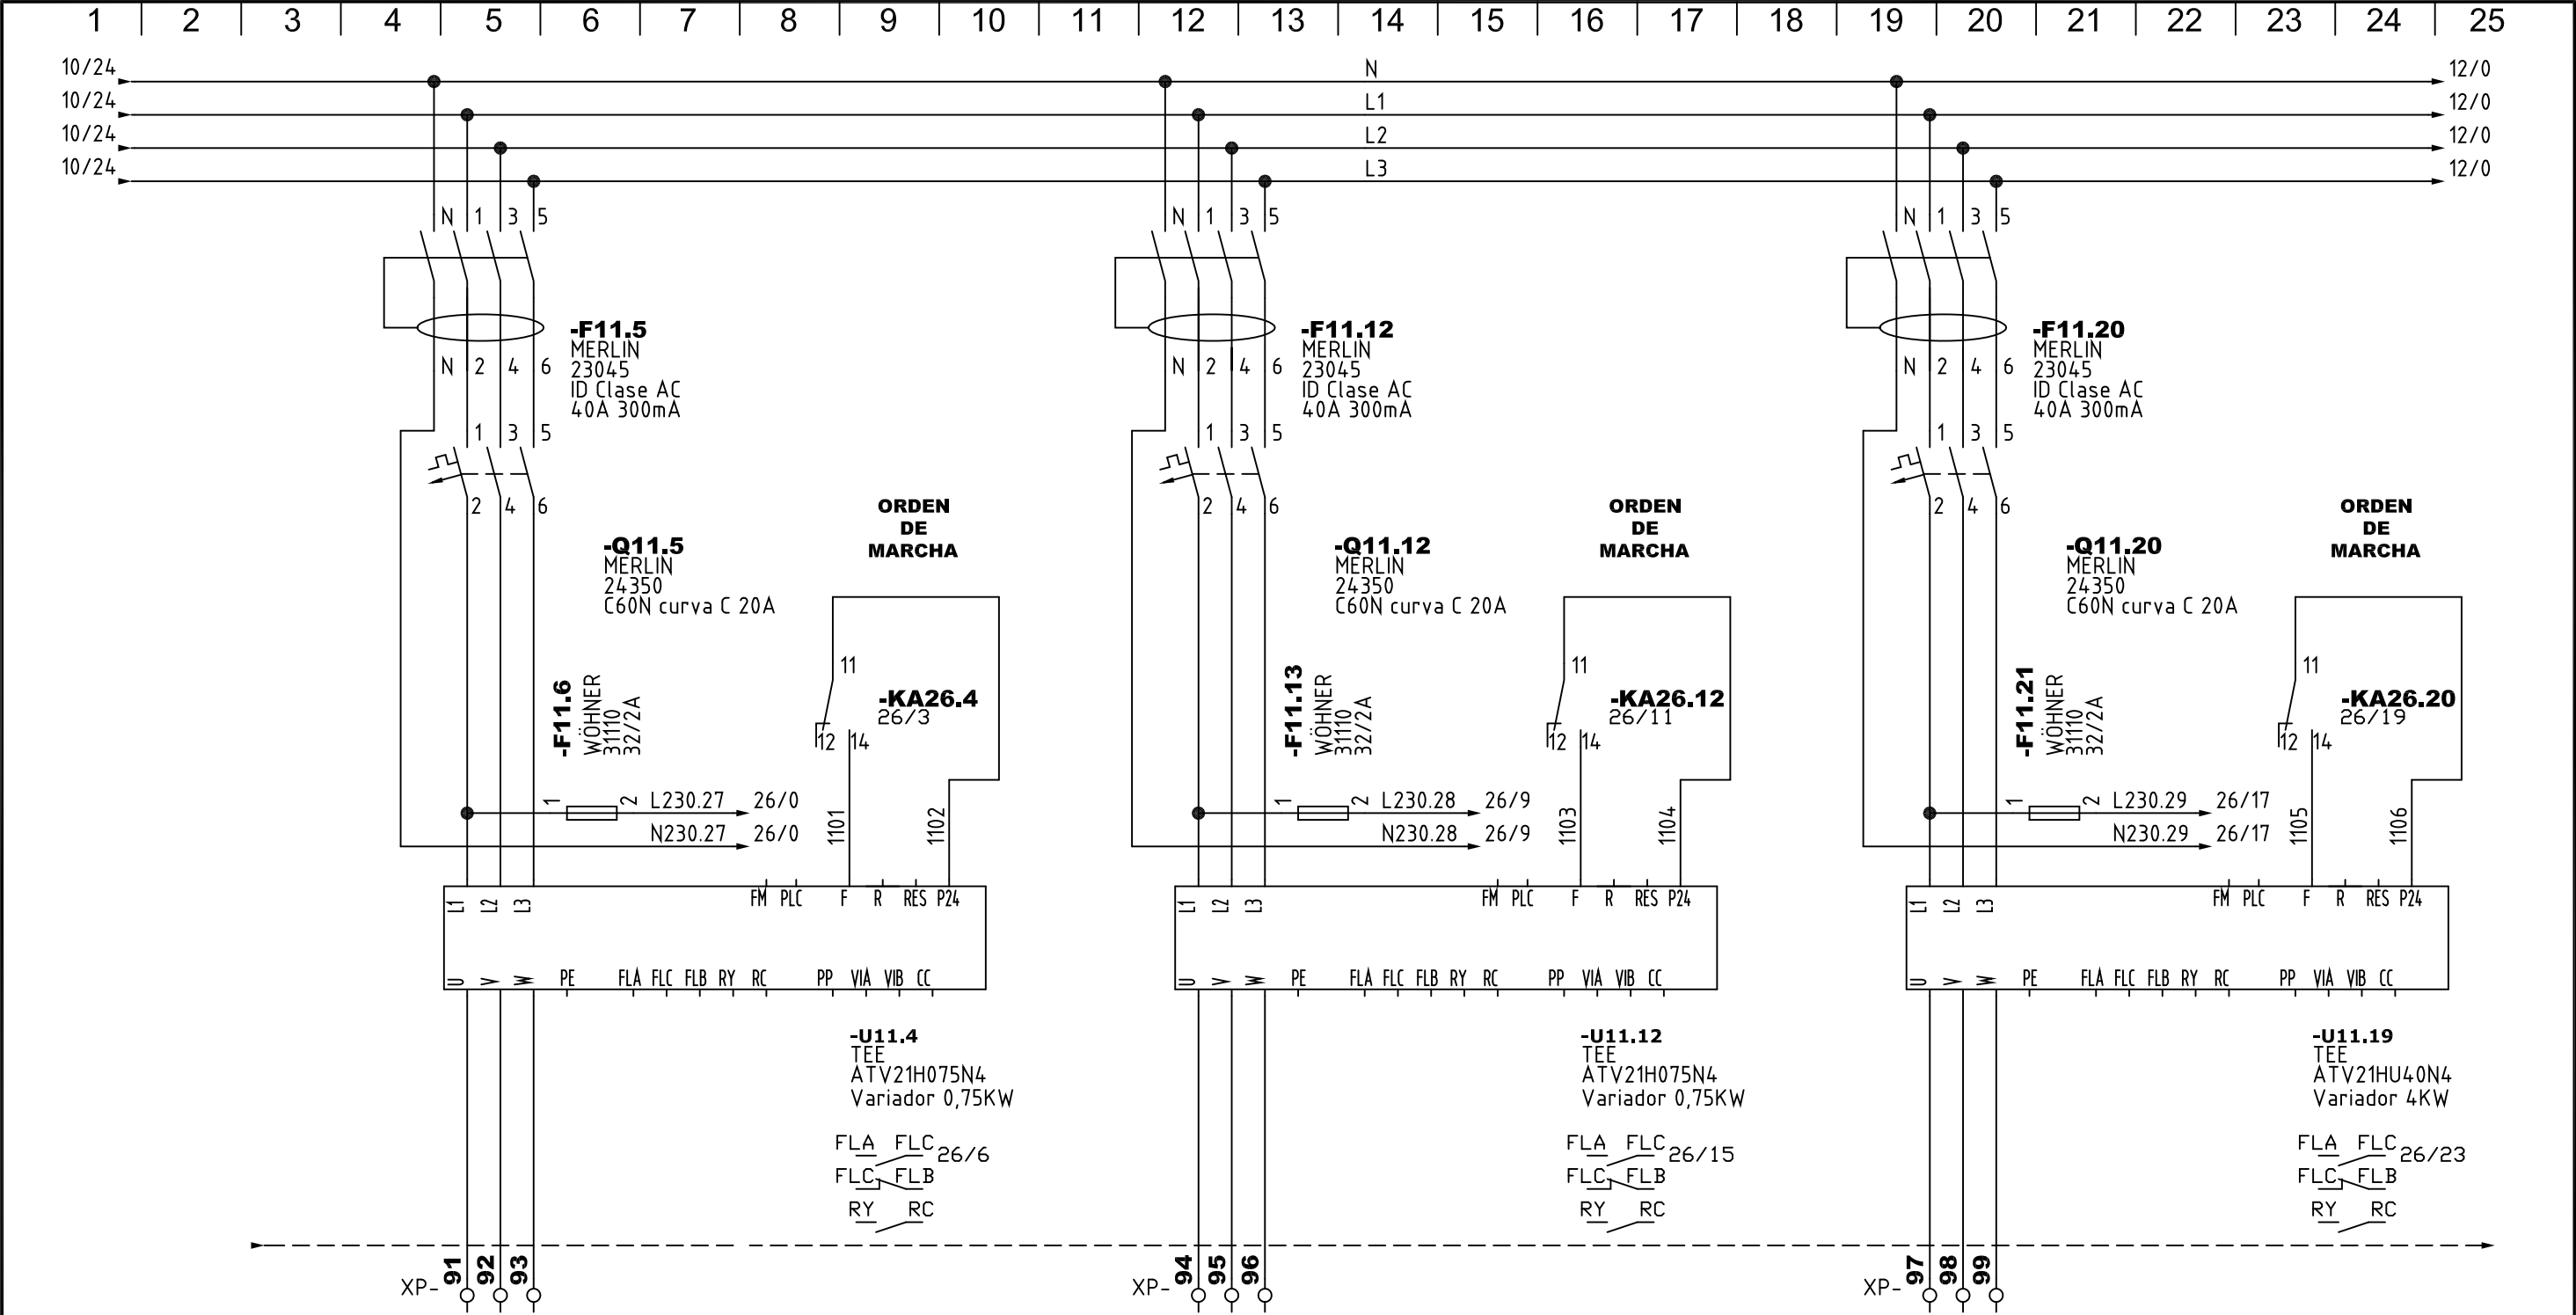 1 2 3 4 5 6 7 8 9 10 11 12 13 14 15 16 17 18 19 20 21 22 23 24 25
10/24 N 12/0
10/24 L1 12/0
10/24 L2 12/0
10/24 L3 12/0
N 1 3 5
N 1 3 5
N 1 3 5
-F11.5
MERLIN
23045
ID Clase AC
40A 300mA
-F11.12
MERLIN
23045
ID Clase AC
40A 300mA
-F11.20
MERLIN
23045
ID Clase AC
40A 300mA
N 2 4 6
N 2 4 6
N 2 4 6
1 3 5
1 3 5
1 3 5
2 4 6
2 4 6
2 4 6
-Q11.5
MERLIN
24350
C60N curva C 20A
ORDEN
DE
MARCHA
-Q11.12
MERLIN
24350
C60N curva C 20A
ORDEN
DE
MARCHA
-Q11.20
MERLIN
24350
C60N curva C 20A
ORDEN
DE
MARCHA
-F11.6
WÖHNER
31110
32/2A
11
-KA26.4
26/3
12 14
-F11.13
WÖHNER
31110
32/2A
11
-KA26.12
26/11
12 14
-F11.21
WÖHNER
31110
32/2A
11
-KA26.20
26/19
12 14
1 2 L230.27 26/0
N230.27 26/0
1101 1102
1 2 L230.28 26/9
N230.28 26/9
1103 1104
1 2 L230.29 26/17
N230.29 26/17
1105 1106
L1 L2 L3 FM PLC F R RES P24
U V W PE FLA FLC FLB RY RC PP VIA VIB CC
L1 L2 L3 FM PLC F R RES P24
U V W PE FLA FLC FLB RY RC PP VIA VIB CC
L1 L2 L3 FM PLC F R RES P24
U V W PE FLA FLC FLB RY RC PP VIA VIB CC
-U11.4
TEE
ATV21H075N4
Variador 0,75KW
FLA FLC 26/6
FLC FLB
RY RC
-U11.12
TEE
ATV21H075N4
Variador 0,75KW
FLA FLC 26/15
FLC FLB
RY RC
-U11.19
TEE
ATV21HU40N4
Variador 4KW
FLA FLC 26/23
FLC FLB
RY RC
XP- 91 92 93
XP- 94 95 96
XP- 97 98 99